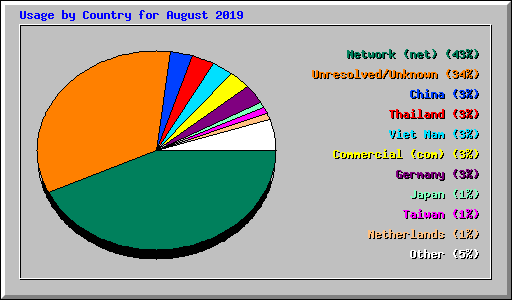 Usage by Country for August 2019
Network (net) (43%)
Unresolved/Unknown (34%)
China (3%)
Thailand (3%)
Viet Nam (3%)
Commercial (com) (3%)
Germany (3%)
Japan (1%)
Taiwan (1%)
Netherlands (1%)
Other (5%)